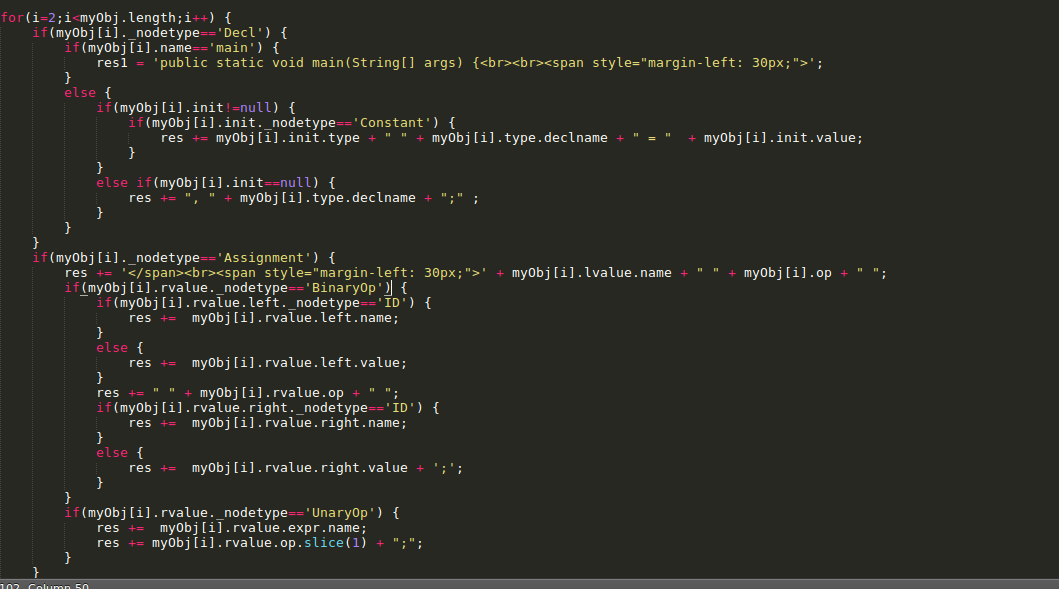 for(i=2;i<myObj.length;i++) {
    if(myObj[i]._nodetype=='Decl') {
        if(myObj[i].name=='main') {
            res1 = 'public static void main(String[] args) {<br><br><span style="margin-left: 30px;">';
        }
        else {
            if(myObj[i].init!=null) {
                if(myObj[i].init._nodetype=='Constant') {
                    res += myObj[i].init.type + " " + myObj[i].type.declname + " = "  + myObj[i].init.value;
                }
            }
            else if(myObj[i].init==null) {
                res += ", " + myObj[i].type.declname + ";" ;
            }
        }
    }
    if(myObj[i]._nodetype=='Assignment') {
        res += '</span><br><span style="margin-left: 30px;">' + myObj[i].lvalue.name + " " + myObj[i].op + " ";
        if(myObj[i].rvalue._nodetype=='BinaryOp') {
            if(myObj[i].rvalue.left._nodetype=='ID') {
                res +=  myObj[i].rvalue.left.name;
            }
            else {
                res +=  myObj[i].rvalue.left.value;
            }
            res += " " + myObj[i].rvalue.op + " ";
            if(myObj[i].rvalue.right._nodetype=='ID') {
                res +=  myObj[i].rvalue.right.name;
            }
            else {
                res +=  myObj[i].rvalue.right.value + ';';
            }
        }
        if(myObj[i].rvalue._nodetype=='UnaryOp') {
            res +=  myObj[i].rvalue.expr.name;
            res += myObj[i].rvalue.op.slice(1) + ";";
        }
    }
102, Column 50